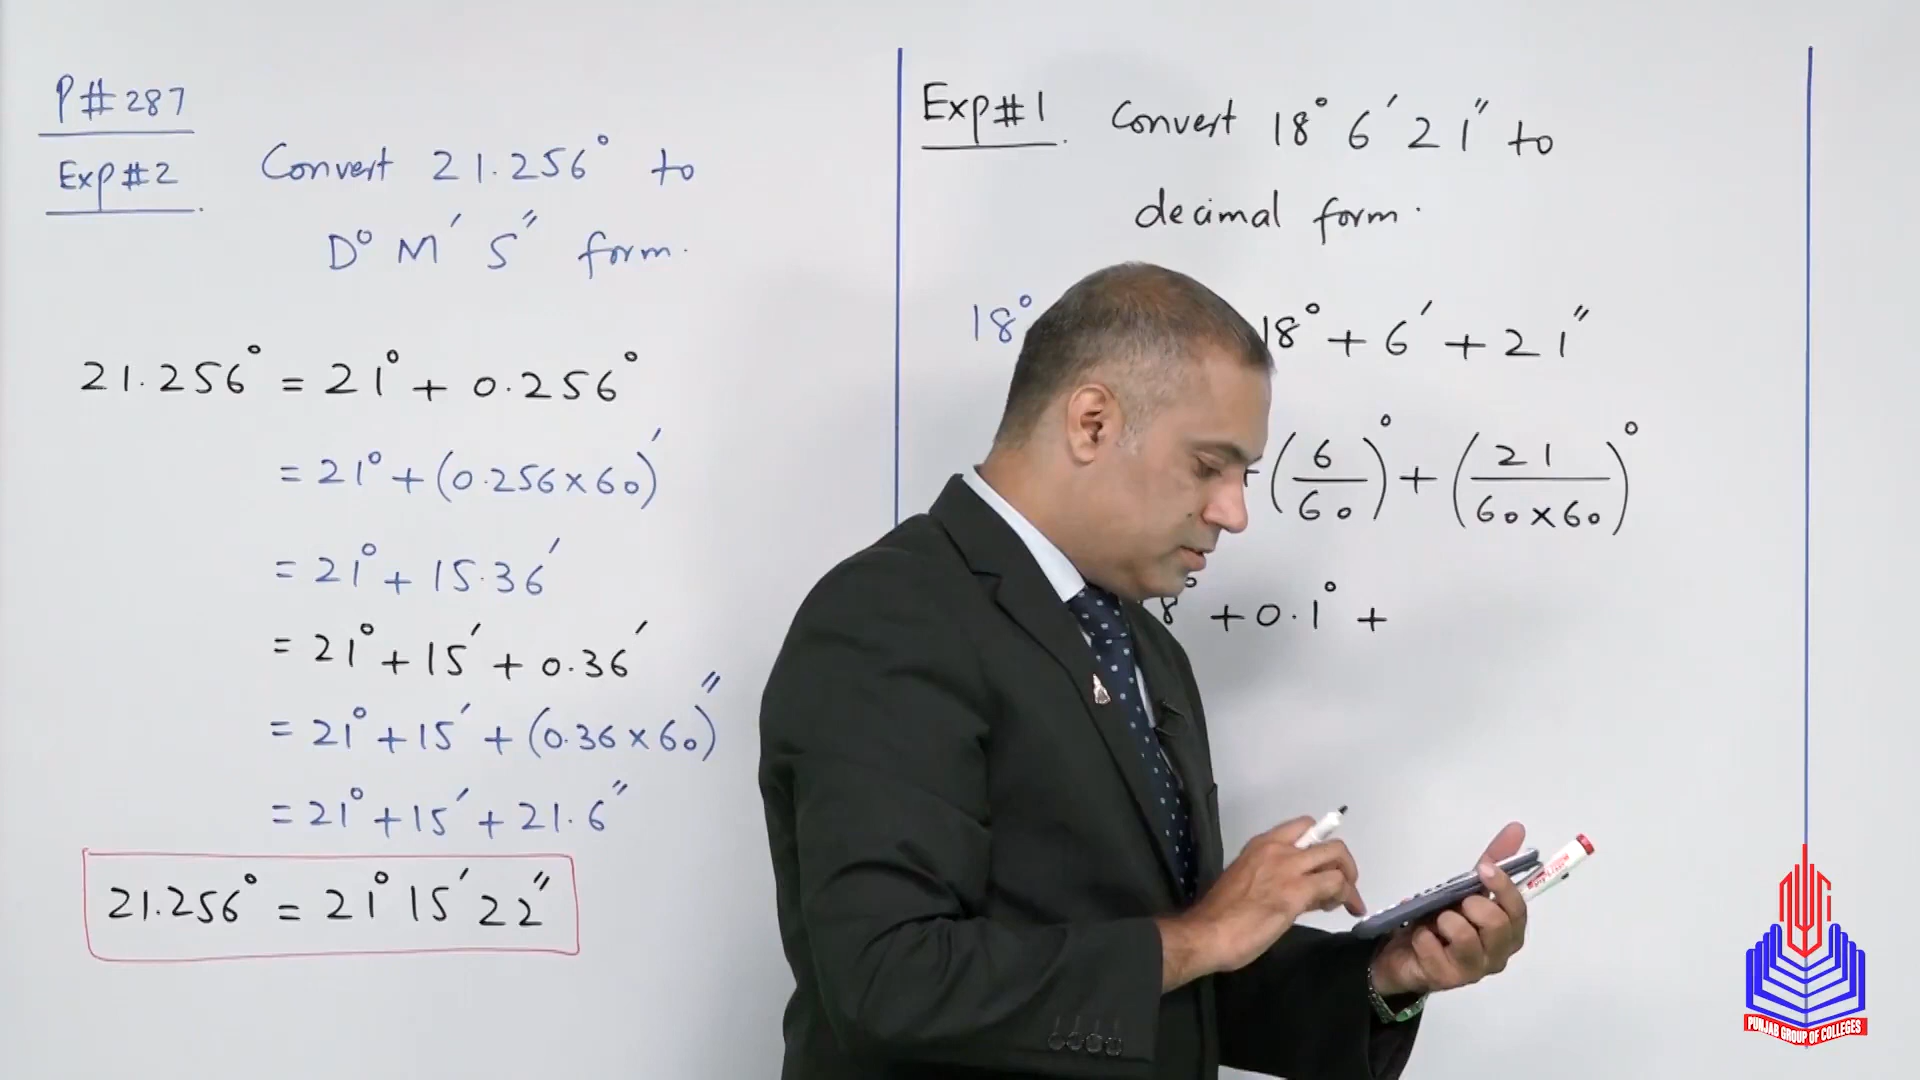 P#287
Exp#2 Convert 21.256° to
D° M′ S″ form.
21.256° = 21° + 0.256°
= 21° + (0.256×60)′
= 21° + 15.36′
= 21° + 15′ + 0.36′
= 21° + 15′ + (0.36×60)″
= 21° + 15′ + 21.6″
21.256° = 21° 15′ 22″
Exp#1. Convert 18° 6′ 21″ to
decimal form.
18° 18° + 6′ + 21″
+ (6/60)° + (21/60×60)°
8° + 0.1° +
PUNJAB GROUP OF COLLEGES